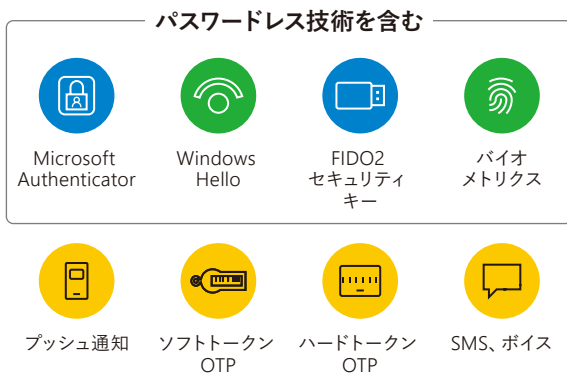 パスワードレス技術を含む
Microsoft
Authenticator
Windows
Hello
FIDO2
セキュリティ
キー
バイオ
メトリクス
プッシュ通知
ソフトトークン
OTP
ハードトークン
OTP
SMS、ボイス